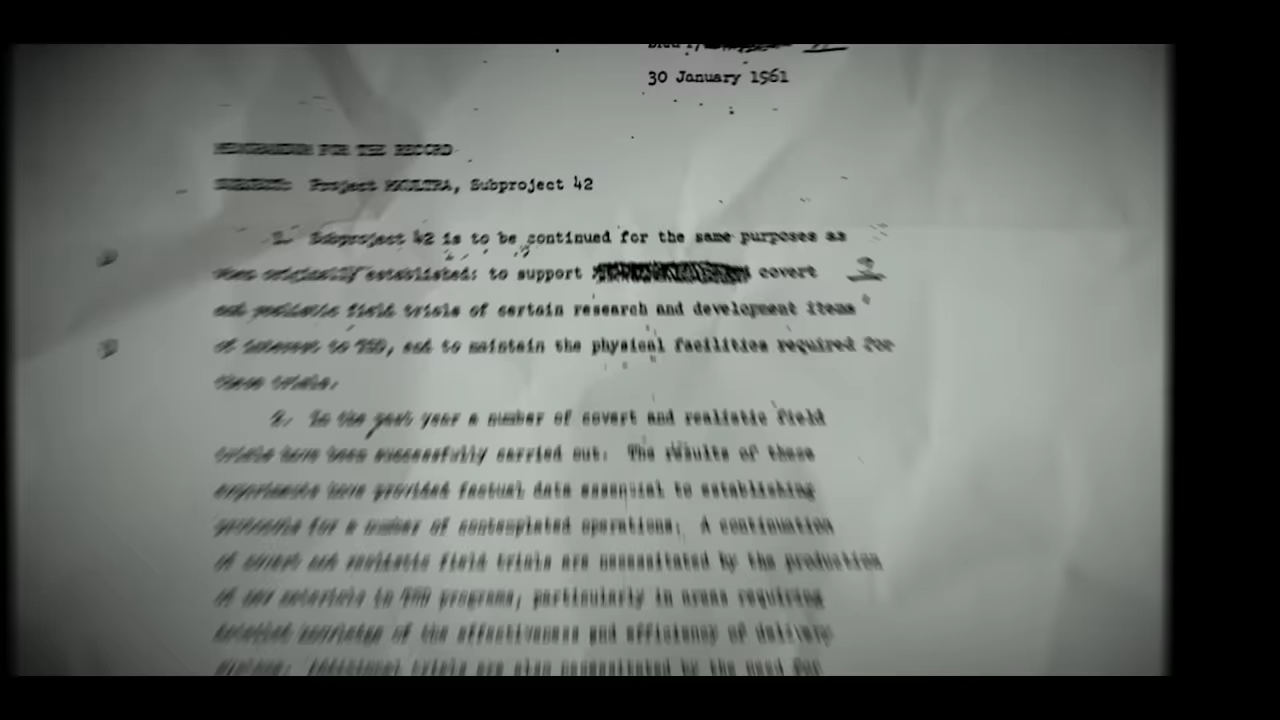 30 January 1961
MEMORANDUM FOR THE RECORD
SUBJECT: Project MKULTRA, Subproject 42
1. Subproject 42 is to be continued for the same purposes as
when originally established: to support covert
and realistic field trials of certain research and development items
of interest to TSD, and to maintain the physical facilities required for
these trials.
2. In the past year a number of covert and realistic field
trials have been successfully carried out. The results of these
experiments have provided factual data essential to establishing
protocols for a number of contemplated operations. A continuation
of covert and realistic field trials are necessitated by the production
of new materials in TSD programs, particularly in areas requiring
detailed knowledge of the effectiveness and efficiency of delivery
systems. Additional trials are also necessitated by the need for